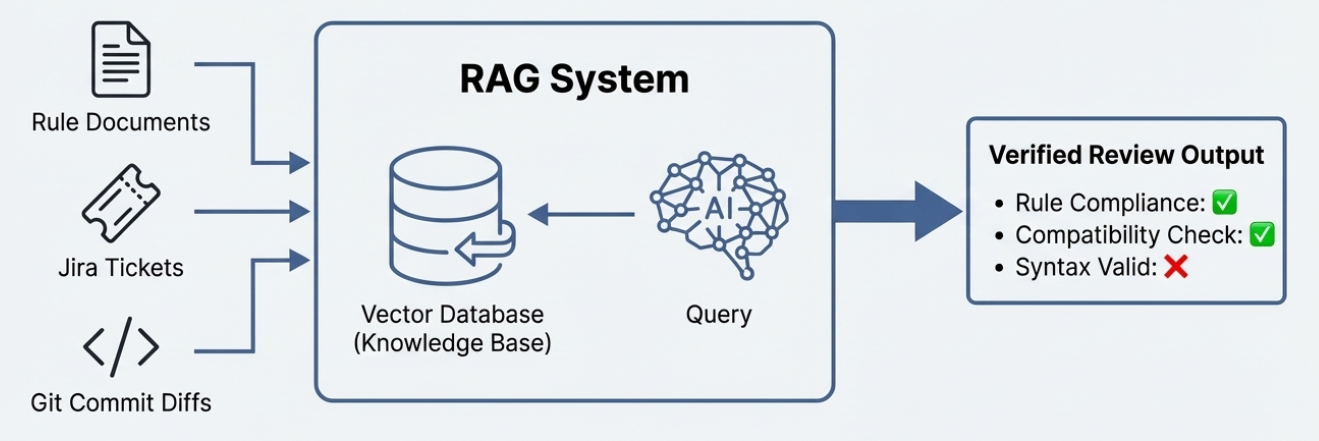 Rule Documents
Jira Tickets
Git Commit Diffs
RAG System
Vector Database
(Knowledge Base)
AI
Query
Verified Review Output
• Rule Compliance: ✅
• Compatibility Check: ✅
• Syntax Valid: ❌